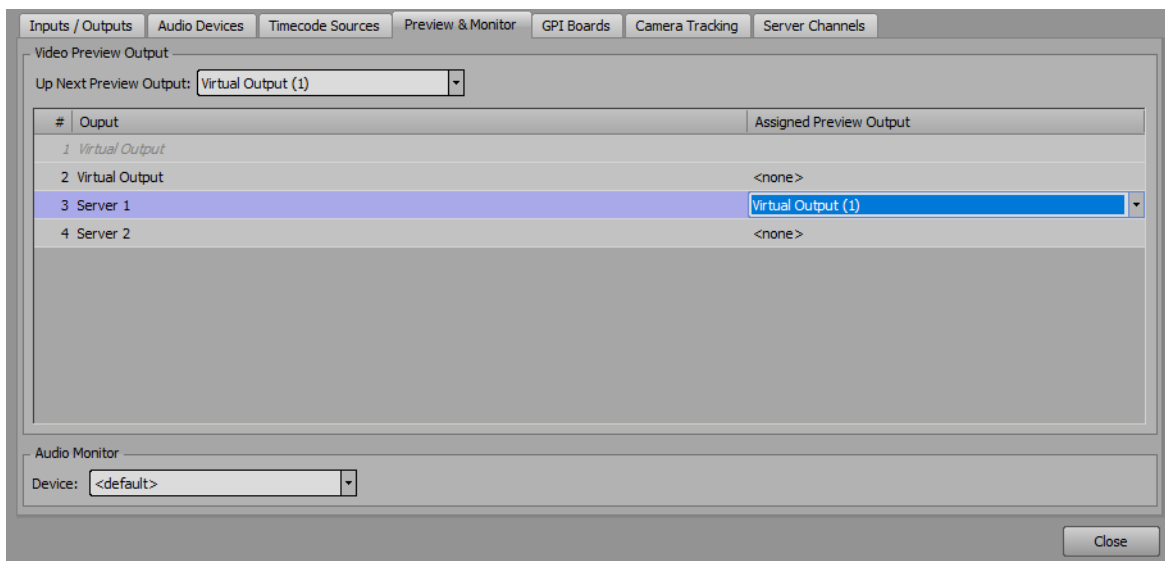 Inputs / Outputs Audio Devices Timecode Sources Preview & Monitor GPI Boards Camera Tracking Server Channels
Video Preview Output
Up Next Preview Output: Virtual Output (1)
# Ouput Assigned Preview Output
1 Virtual Output
2 Virtual Output <none>
3 Server 1 Virtual Output (1)
4 Server 2 <none>
Audio Monitor
Device: <default>
Close